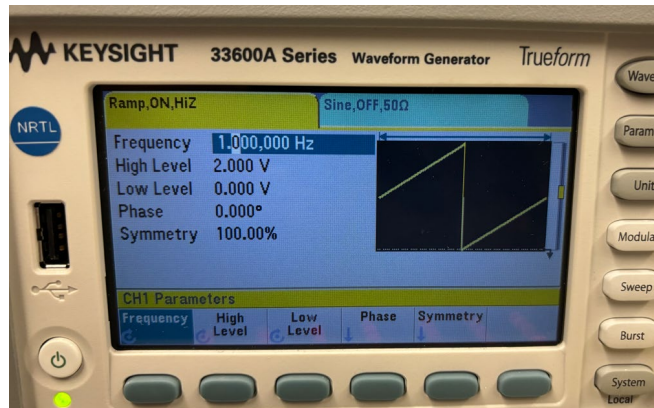 KEYSIGHT 33600A Series Waveform Generator Trueform
NRTL
Ramp,ON,HiZ
Sine,OFF,50Ω
Frequency 1.000,000 Hz
High Level 2.000 V
Low Level 0.000 V
Phase 0.000°
Symmetry 100.00%
CH1 Parameters
Frequency
High Level
Low Level
Phase
Symmetry
Wave
Param
Unit
Modula
Sweep
Burst
System
Local